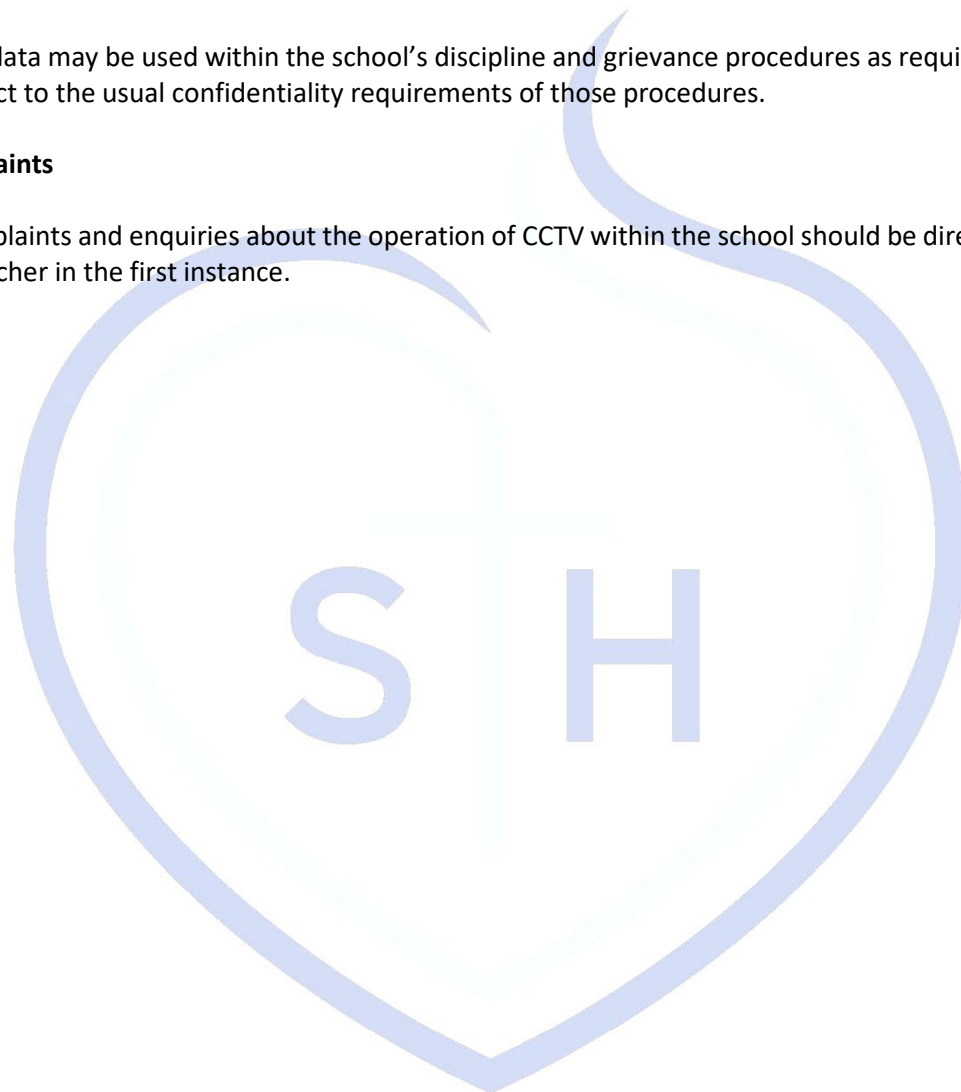 data may be used within the school’s discipline and grievance procedures as requi
ct to the usual confidentiality requirements of those procedures.
aints
plaints and enquiries about the operation of CCTV within the school should be dire
cher in the first instance.
S H